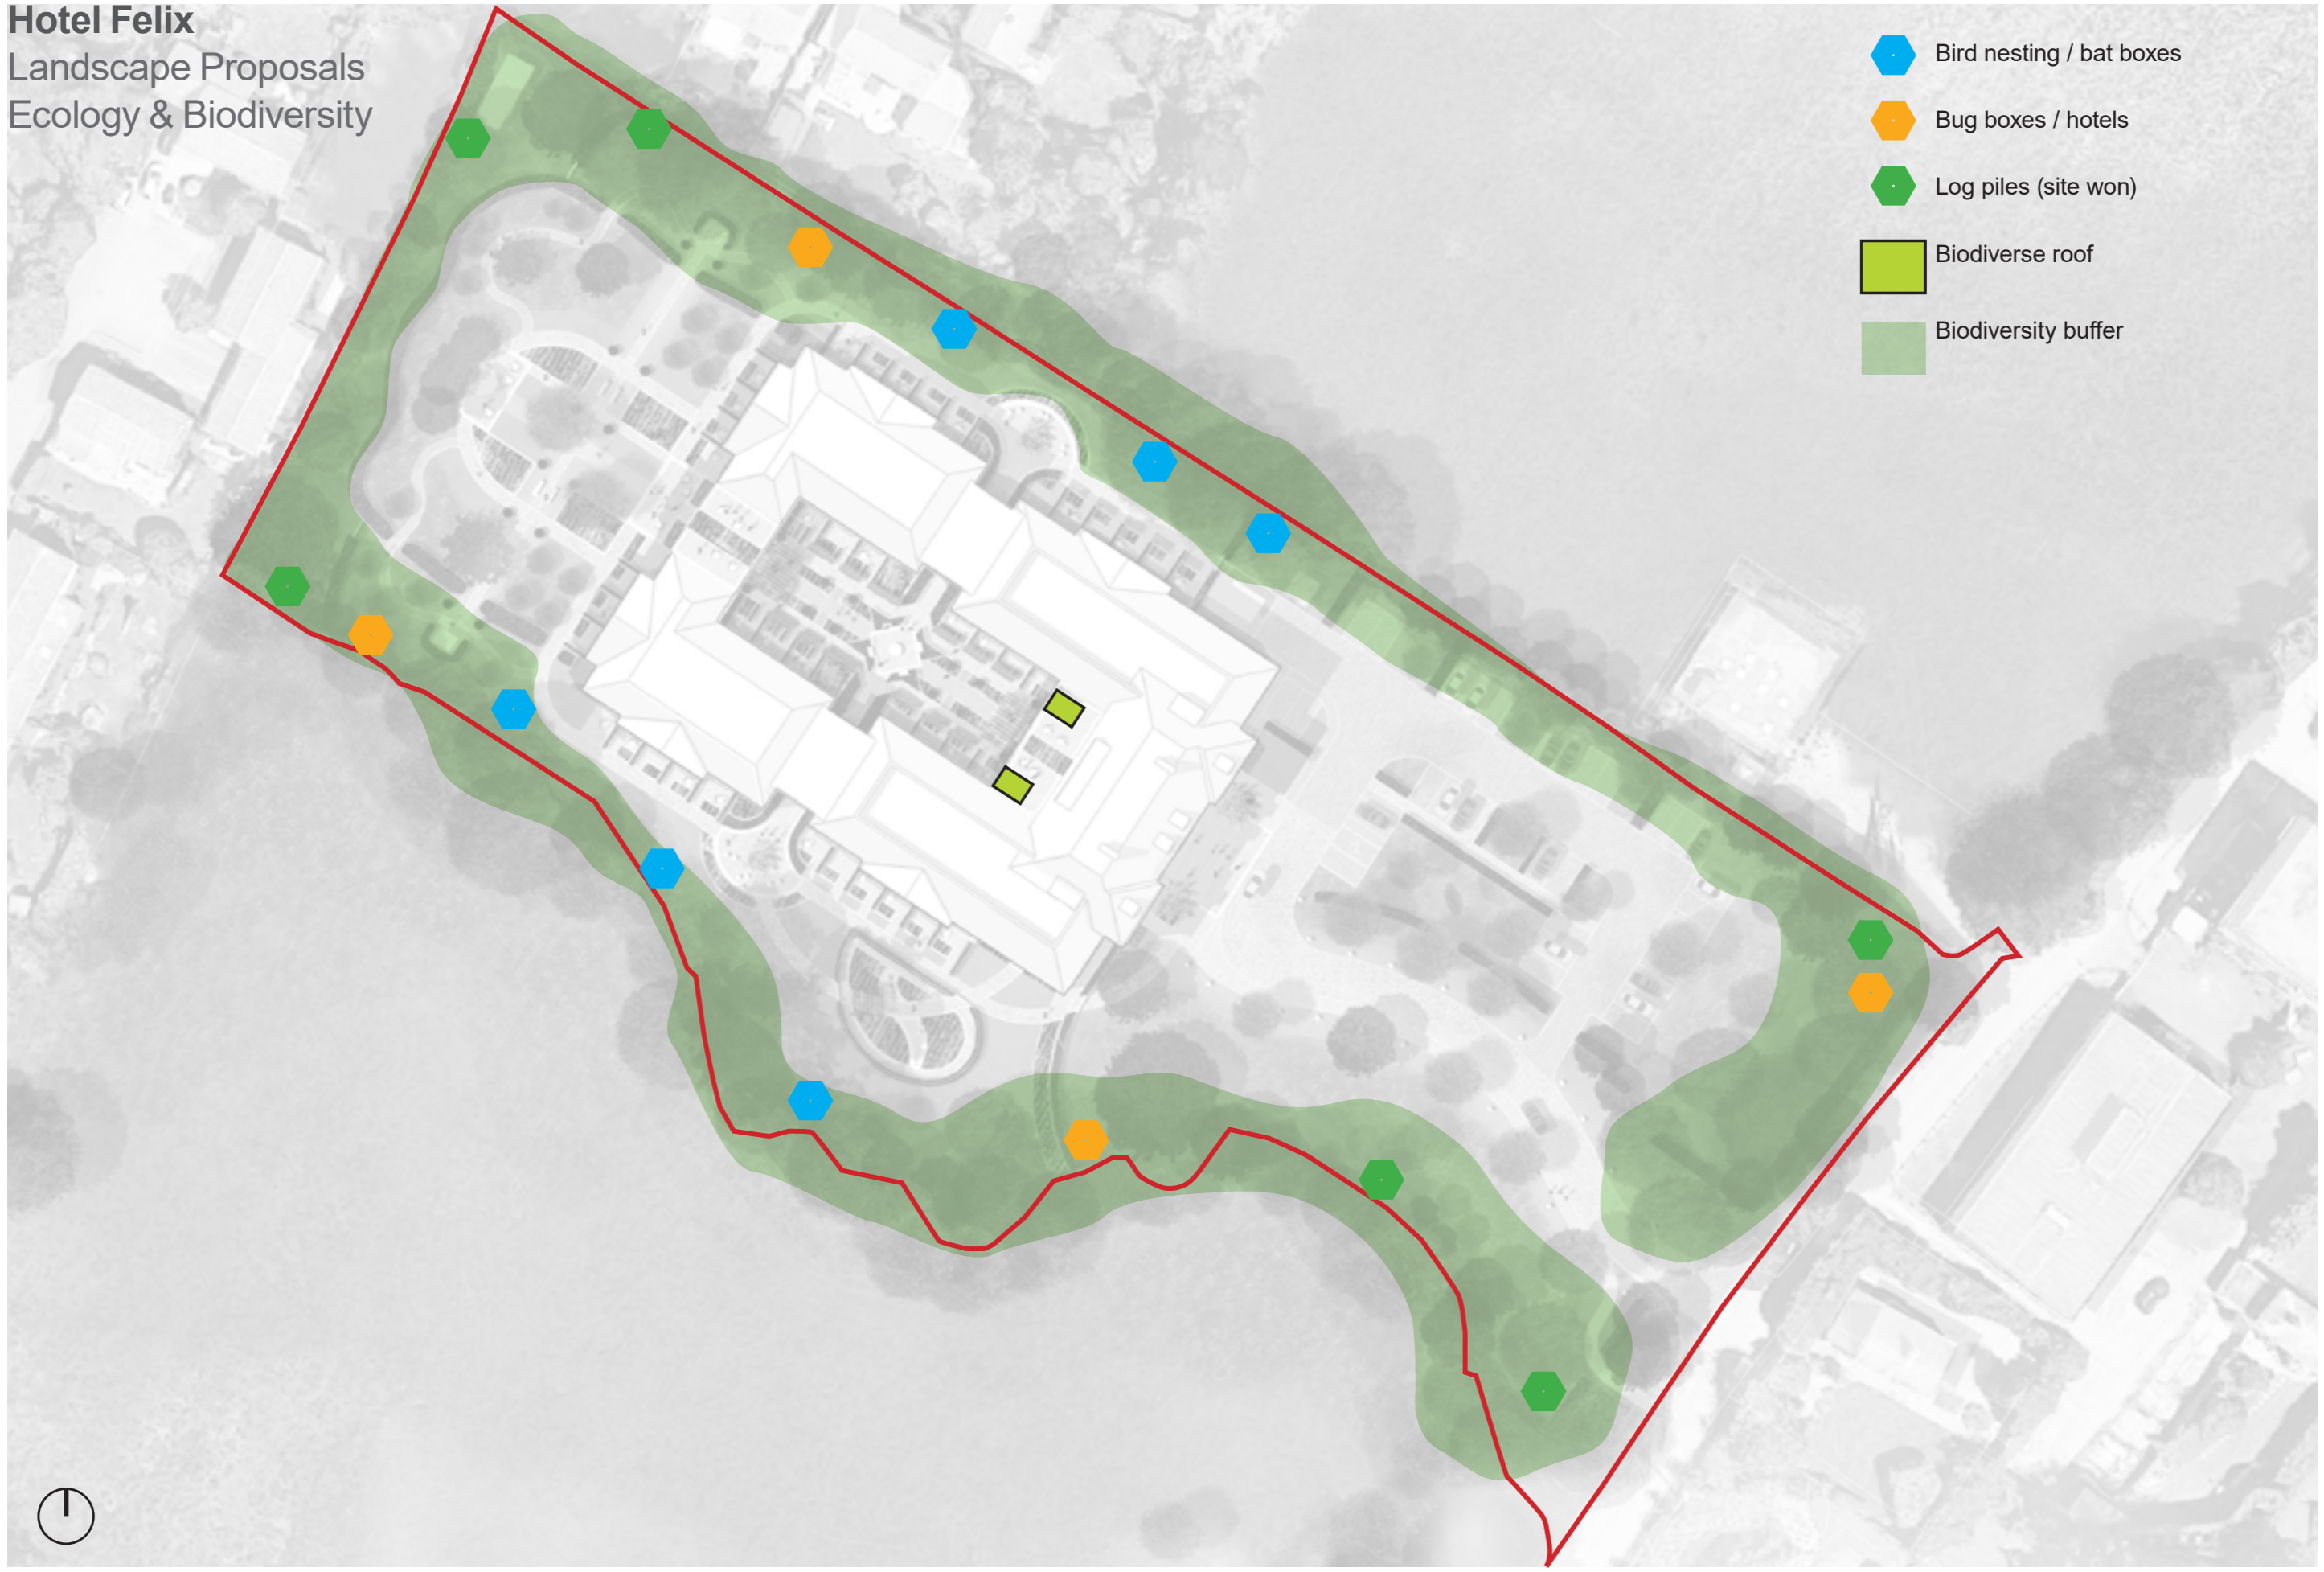 Hotel Felix
Landscape Proposals
Ecology & Biodiversity
Bird nesting / bat boxes
Bug boxes / hotels
Log piles (site won)
Biodiverse roof
Biodiversity buffer